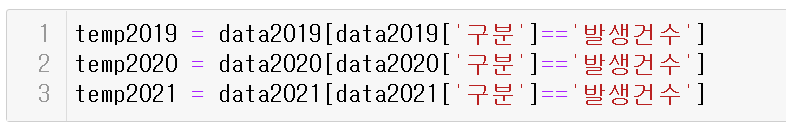 1 temp2019 = data2019[data2019['구분']=='발생건수']
2 temp2020 = data2020[data2020['구분']=='발생건수']
3 temp2021 = data2021[data2021['구분']=='발생건수']